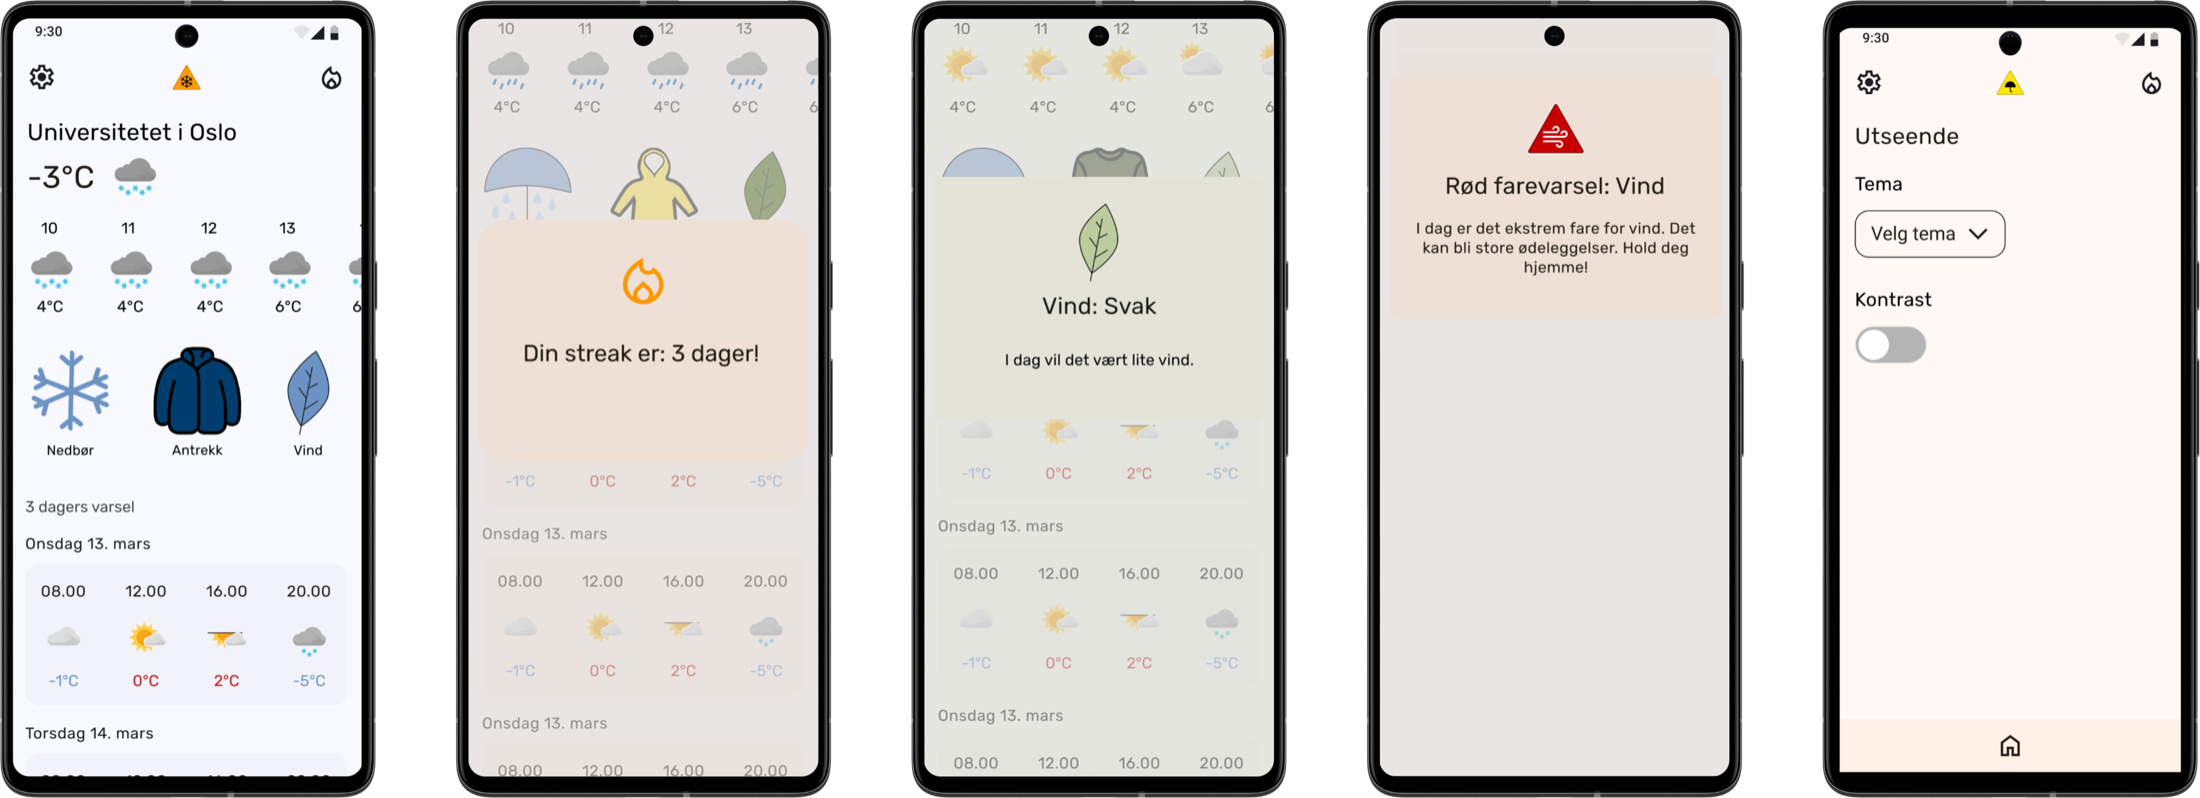 9:30
Universitetet i Oslo
-3°C
10 11 12 13
4°C 4°C 4°C 6°C 6
Nedbør Antrekk Vind
3 dagers varsel
Onsdag 13. mars
08.00 12.00 16.00 20.00
-1°C 0°C 2°C -5°C
Torsdag 14. mars
10 11 12 13
4°C 4°C 4°C 6°C 6
Din streak er: 3 dager!
-1°C 0°C 2°C -5°C
Onsdag 13. mars
08.00 12.00 16.00 20.00
-1°C 0°C 2°C -5°C
Onsdag 13. mars
08.00 12.00 16.00 20.00
10 11 12 13
4°C 4°C 4°C 6°C 6
Vind: Svak
I dag vil det vært lite vind.
-1°C 0°C 2°C -5°C
Onsdag 13. mars
08.00 12.00 16.00 20.00
-1°C 0°C 2°C -5°C
Onsdag 13. mars
08.00 12.00 16.00 20.00
Rød farevarsel: Vind
I dag er det ekstrem fare for vind. Det
kan bli store ødeleggelser. Hold deg
hjemme!
9:30
Utseende
Tema
Velg tema
Kontrast